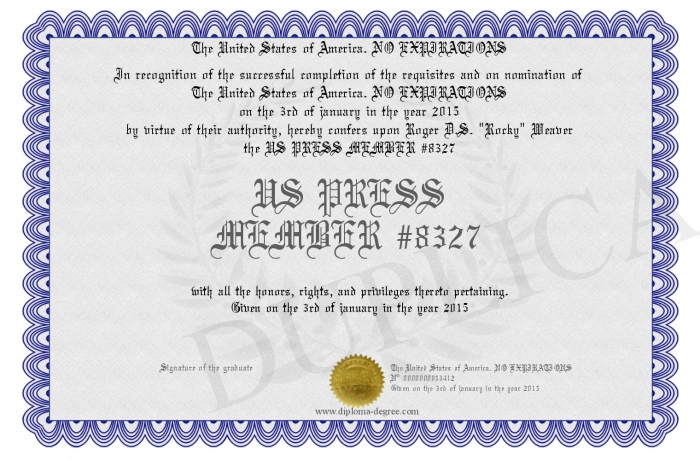 The United States of America. NO EXPIRATIONS
In recognition of the successful completion of the requisites and on nomination of
The United States of America. NO EXPIRATIONS
on the 3rd of january in the year 2015
by virtue of their authority, hereby confers upon Roger D.S. "Rocky" Weaver
the US PRESS MEMBER #8327
US PRESS
MEMBER #8327
DUPLICA
with all the honors, rights, and privileges thereto pertaining.
Given on the 3rd of january in the year 2015
Signature of the graduate
The United States of America. NO EXPIRATIONS
N° 0000000053412
Given on the 3rd of january in the year 2015
www.diploma-degree.com